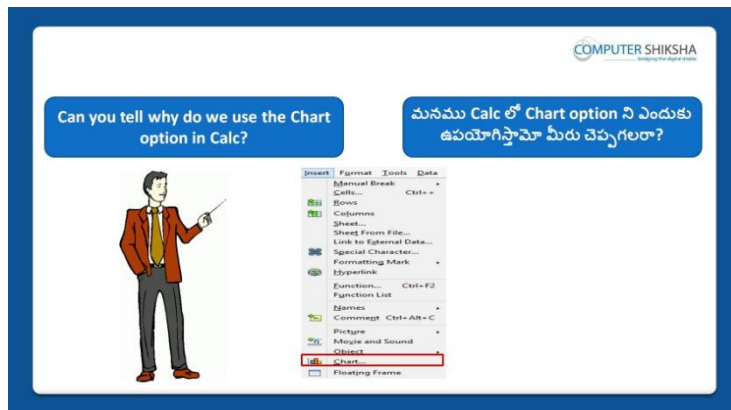 COMPUTER SHIKSHA
bridging the digital divide
Can you tell why do we use the Chart
option in Calc?
మనము Calc లో Chart option ని ఎందుకు
ఉపయోగిస్తామో మీరు చెప్పగలరా?
Insert Format Tools Data
Manual Break
Cells... Ctrl++
Rows
Columns
Sheet...
Sheet From File...
Link to External Data...
Special Character...
Formatting Mark
Hyperlink
Function... Ctrl+F2
Function List
Names
Comment Ctrl+Alt+C
Picture
Movie and Sound
Object
Chart...
Floating Frame